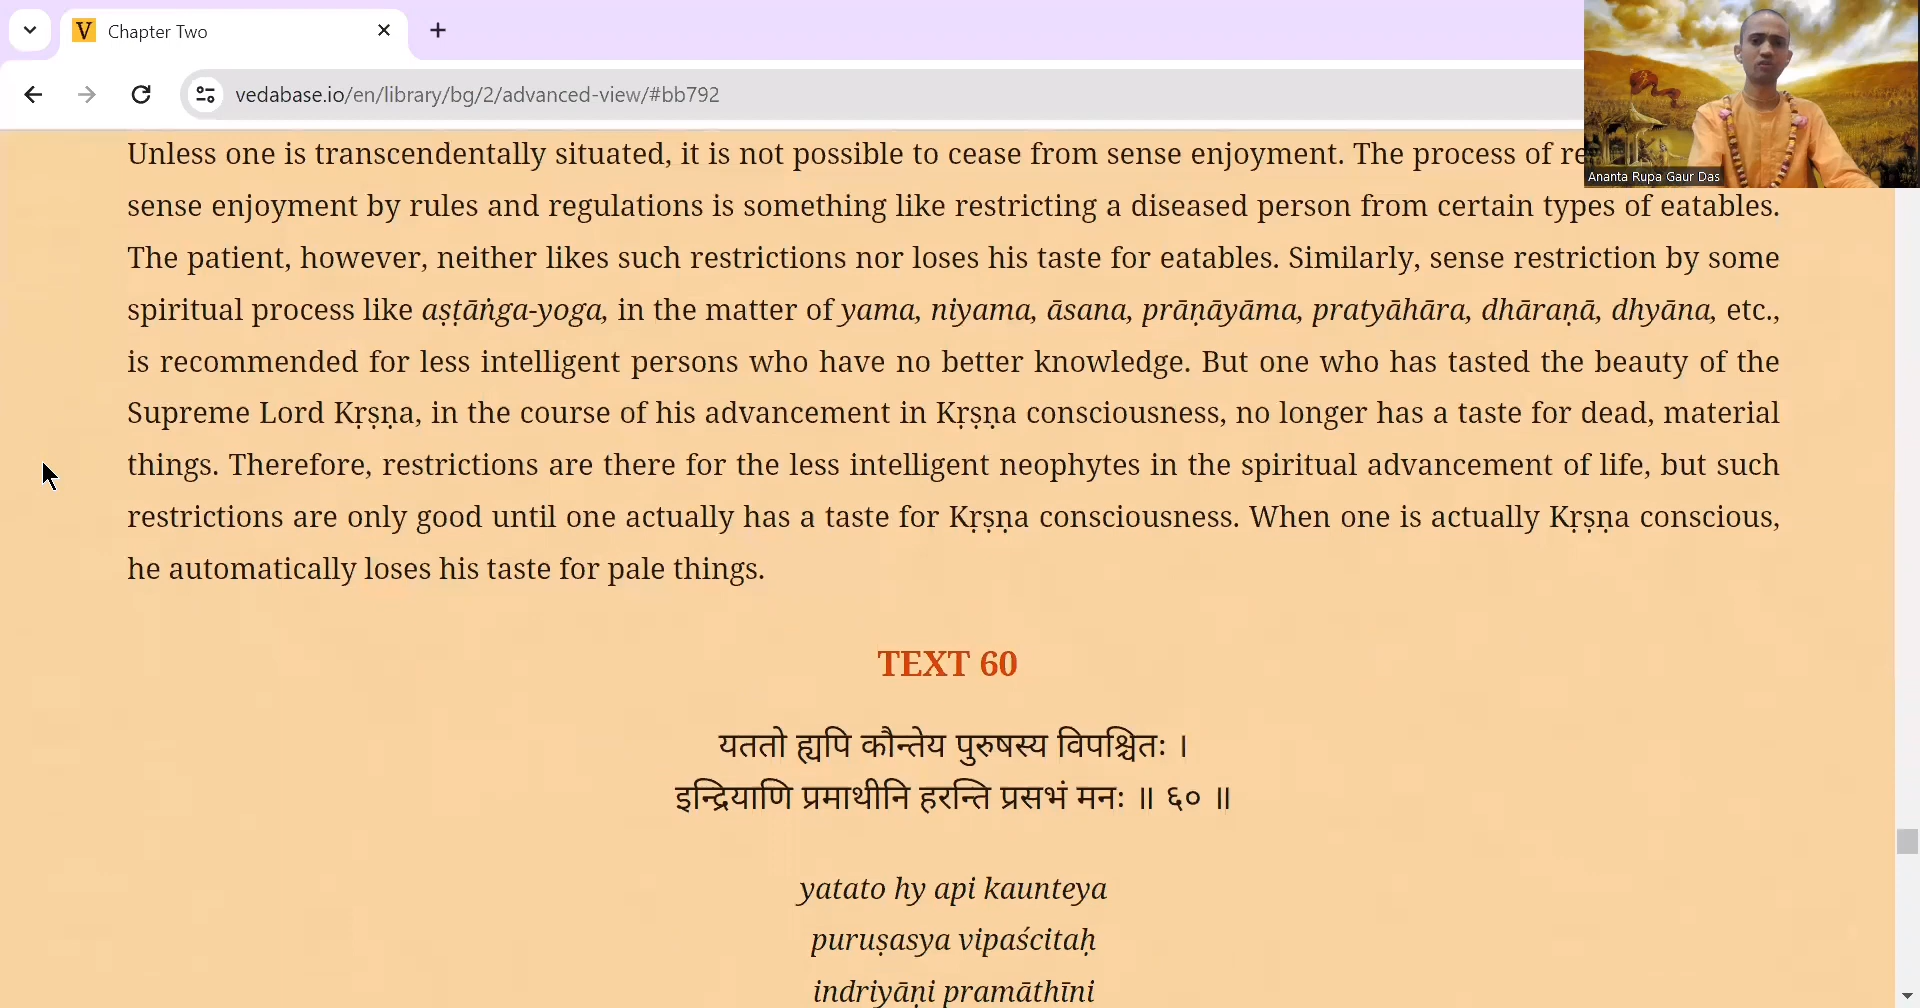 Chapter Two
vedabase.io/en/library/bg/2/advanced-view/#bb792
Ananta Rupa Gaur Das
Unless one is transcendentally situated, it is not possible to cease from sense enjoyment. The process of
sense enjoyment by rules and regulations is something like restricting a diseased person from certain types of eatables.
The patient, however, neither likes such restrictions nor loses his taste for eatables. Similarly, sense restriction by some
spiritual process like aṣṭāṅga-yoga, in the matter of yama, niyama, āsana, prāṇāyāma, pratyāhāra, dhāraṇā, dhyāna, etc.,
is recommended for less intelligent persons who have no better knowledge. But one who has tasted the beauty of the
Supreme Lord Kṛṣṇa, in the course of his advancement in Kṛṣṇa consciousness, no longer has a taste for dead, material
things. Therefore, restrictions are there for the less intelligent neophytes in the spiritual advancement of life, but such
restrictions are only good until one actually has a taste for Kṛṣṇa consciousness. When one is actually Kṛṣṇa conscious,
he automatically loses his taste for pale things.
TEXT 60
यततो ह्यपि कौन्तेय पुरुषस्य विपश्चितः ।
इन्द्रियाणि प्रमाथीनि हरन्ति प्रसभं मनः ॥ ६० ॥
yatato hy api kaunteya
puruṣasya vipaścitaḥ
indriyāṇi pramāthīni